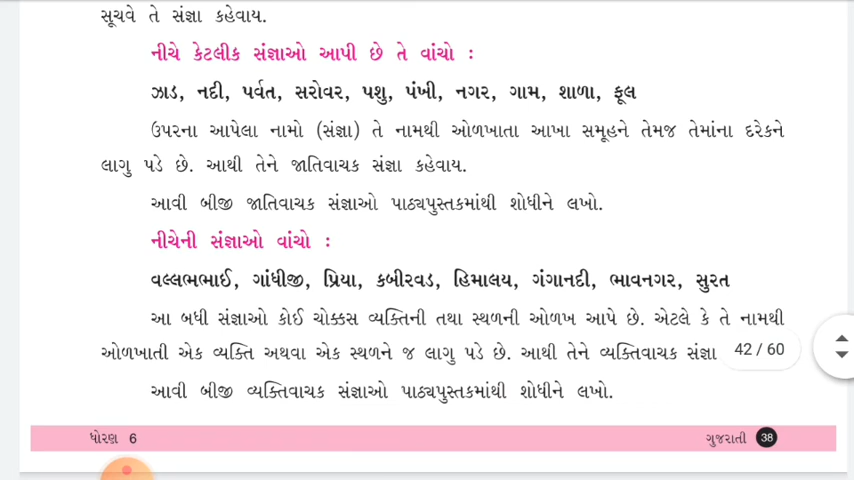 સૂચવે તે સંજ્ઞા કહેવાય.
નીચે કેટલીક સંજ્ઞાઓ આપી છે તે વાંચો :
ઝાડ, નદી, પર્વત, સરોવર, પશુ, પંખી, નગર, ગામ, શાળા, ફૂલ
ઉપરના આપેલા નામો (સંજ્ઞા) તે નામથી ઓળખાતા આખા સમૂહને તેમજ તેમાંના દરેકને
લાગુ પડે છે. આથી તેને જાતિવાચક સંજ્ઞા કહેવાય.
આવી બીજી જાતિવાચક સંજ્ઞાઓ પાઠ્યપુસ્તકમાંથી શોધીને લખો.
નીચેની સંજ્ઞાઓ વાંચો :
વલ્લભભાઈ, ગાંધીજી, પ્રિયા, કબીરવડ, હિમાલય, ગંગાનદી, ભાવનગર, સુરત
આ બધી સંજ્ઞાઓ કોઈ ચોક્કસ વ્યક્તિની તથા સ્થળની ઓળખ આપે છે. એટલે કે તે નામથી
ઓળખાતી એક વ્યક્તિ અથવા એક સ્થળને જ લાગુ પડે છે. આથી તેને વ્યક્તિવાચક સંજ્ઞા
42 / 60
આવી બીજી વ્યક્તિવાચક સંજ્ઞાઓ પાઠ્યપુસ્તકમાંથી શોધીને લખો.
ધોરણ 6
ગુજરાતી 38